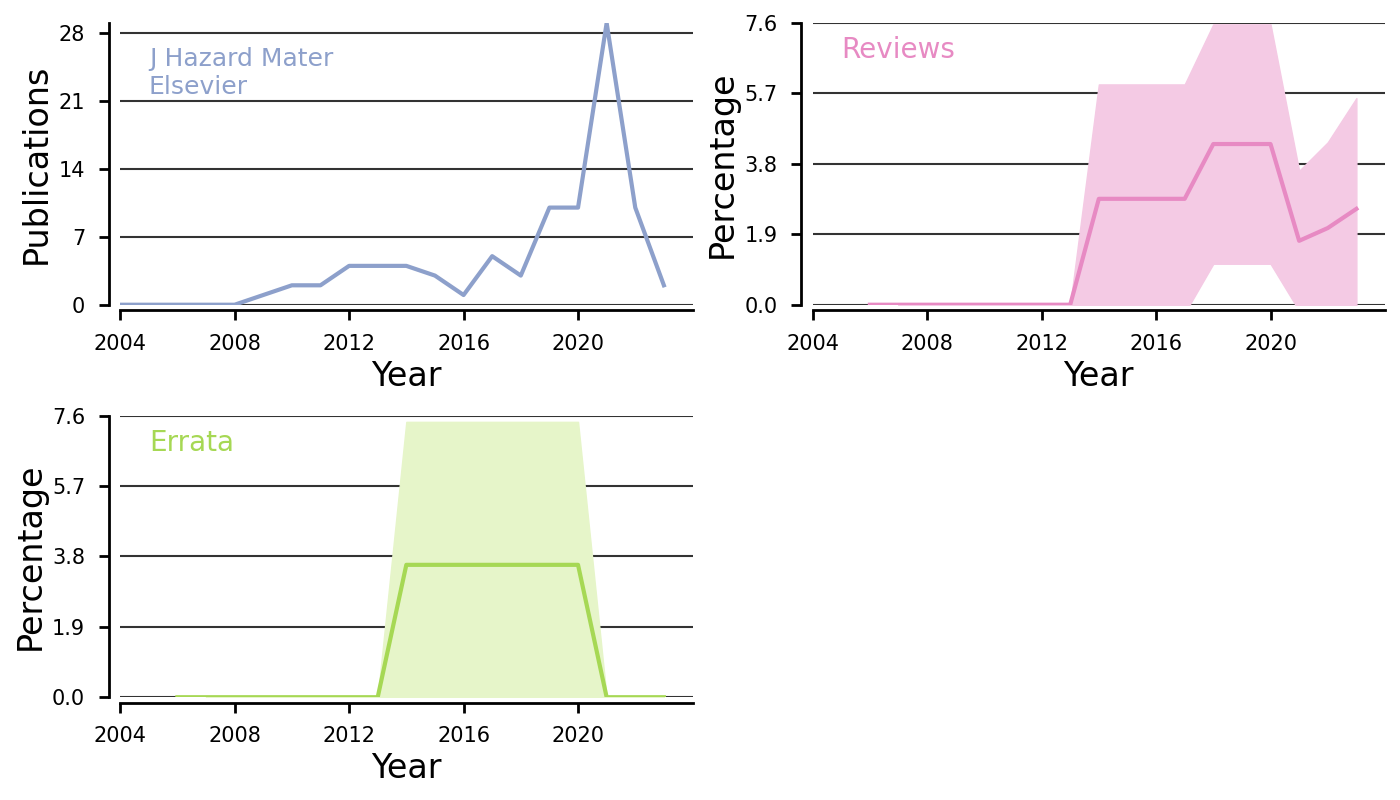 Publications
28
21
14
7
0
J Hazard Mater
Elsevier
2004 2008 2012 2016 2020
Year
Percentage
7.6
5.7
3.8
1.9
0.0
Reviews
2004 2008 2012 2016 2020
Year
Percentage
7.6
5.7
3.8
1.9
0.0
Errata
2004 2008 2012 2016 2020
Year